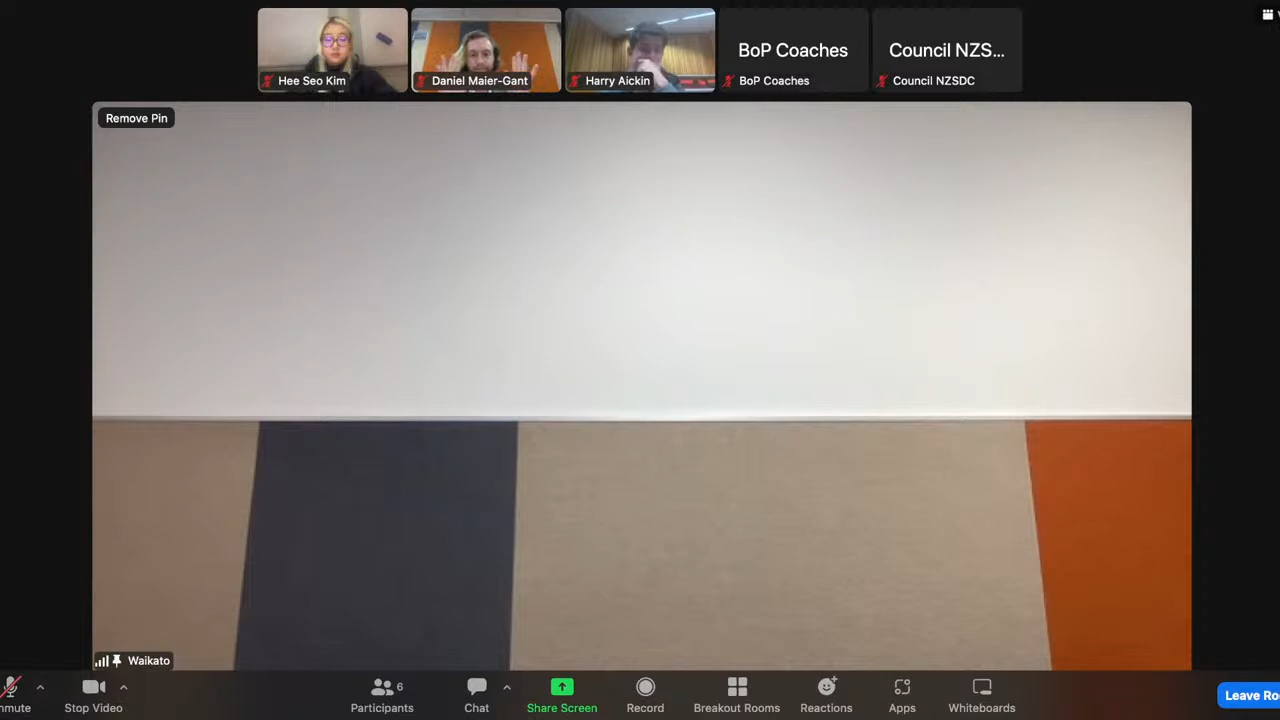 BoP Coaches
Council NZS...
Hee Seo Kim
Daniel Maier-Gant
Harry Aickin
BoP Coaches
Council NZSDC
Remove Pin
Waikato
nmute
Stop Video
Participants
6
Chat
Share Screen
Record
Breakout Rooms
Reactions
Apps
Whiteboards
Leave Ro